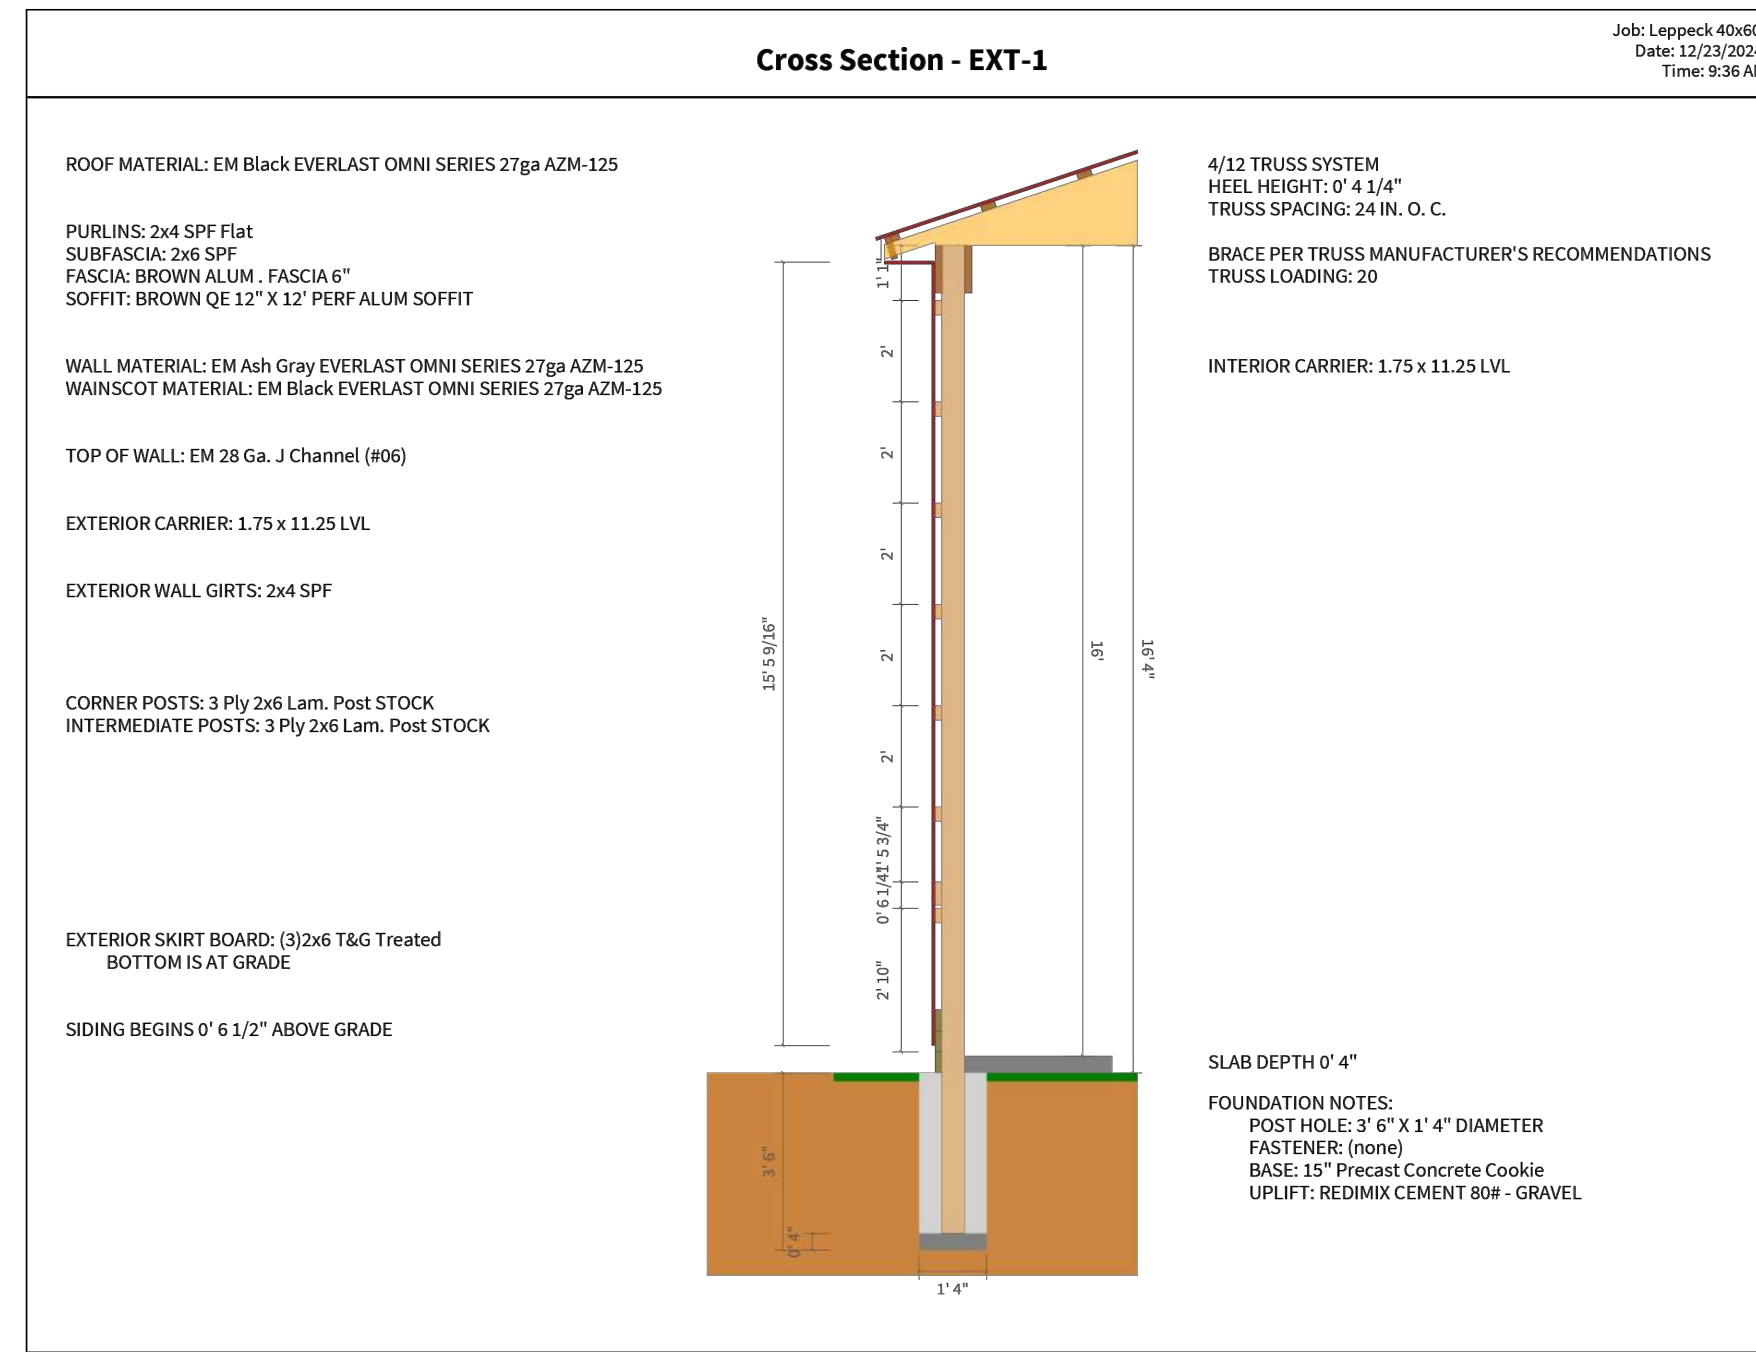 Cross Section - EXT-1
Job: Leppeck 40x60
Date: 12/23/2024
Time: 9:36 A
ROOF MATERIAL: EM Black EVERLAST OMNI SERIES 27ga AZM-125
PURLINS: 2x4 SPF Flat
SUBFASCIA: 2x6 SPF
FASCIA: BROWN ALUM . FASCIA 6"
SOFFIT: BROWN QE 12" X 12' PERF ALUM SOFFIT
WALL MATERIAL: EM Ash Gray EVERLAST OMNI SERIES 27ga AZM-125
WAINSCOT MATERIAL: EM Black EVERLAST OMNI SERIES 27ga AZM-125
TOP OF WALL: EM 28 Ga. J Channel (#06)
EXTERIOR CARRIER: 1.75 x 11.25 LVL
EXTERIOR WALL GIRTS: 2x4 SPF
CORNER POSTS: 3 Ply 2x6 Lam. Post STOCK
INTERMEDIATE POSTS: 3 Ply 2x6 Lam. Post STOCK
EXTERIOR SKIRT BOARD: (3)2x6 T&G Treated
BOTTOM IS AT GRADE
SIDING BEGINS 0' 6 1/2" ABOVE GRADE
15' 5 9/16"
1' 1"
2'
2'
2'
2'
2'
1' 5 3/4"
0' 6 1/4"
2' 10"
16'
16' 4"
3' 6"
0' 4"
1' 4"
4/12 TRUSS SYSTEM
HEEL HEIGHT: 0' 4 1/4"
TRUSS SPACING: 24 IN. O. C.
BRACE PER TRUSS MANUFACTURER'S RECOMMENDATIONS
TRUSS LOADING: 20
INTERIOR CARRIER: 1.75 x 11.25 LVL
SLAB DEPTH 0' 4"
FOUNDATION NOTES:
POST HOLE: 3' 6" X 1' 4" DIAMETER
FASTENER: (none)
BASE: 15" Precast Concrete Cookie
UPLIFT: REDIMIX CEMENT 80# - GRAVEL